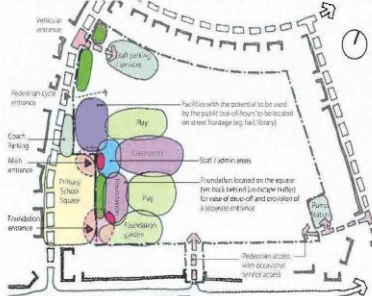 Vehicular
entrance
Staff parking
/ services
Pedestrian cycle
entrance
Facilities with the potential to be used
by the public out-of-hours to be located
on street frontage (eg. hall, library)
Play
Coach
Parking
Classrooms
Main
entrance
Staff / admin areas
Primary
School
Square
Foundation
Foundation located on the square
(set back behind landscape buffer)
for ease of drop-off and provision of
a separate entrance
Play
Foundation
entrance
Foundation
garden
Pump
Station
Pedestrian access
with occasional
service access